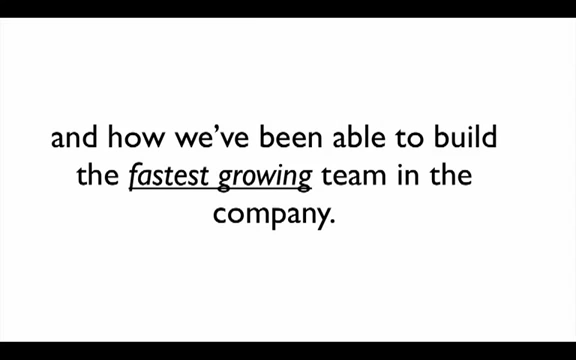 and how we've been able to build
the fastest growing team in the
company.